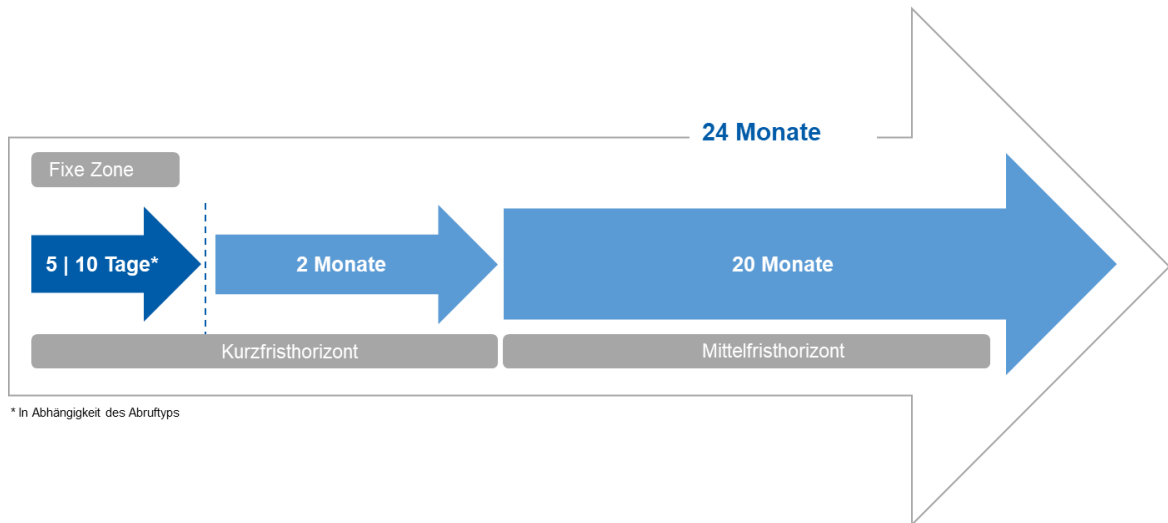 24 Monate
Fixe Zone
5 | 10 Tage*
2 Monate
20 Monate
Kurzfristhorizont
Mittelfristhorizont
* In Abhängigkeit des Abruftyps